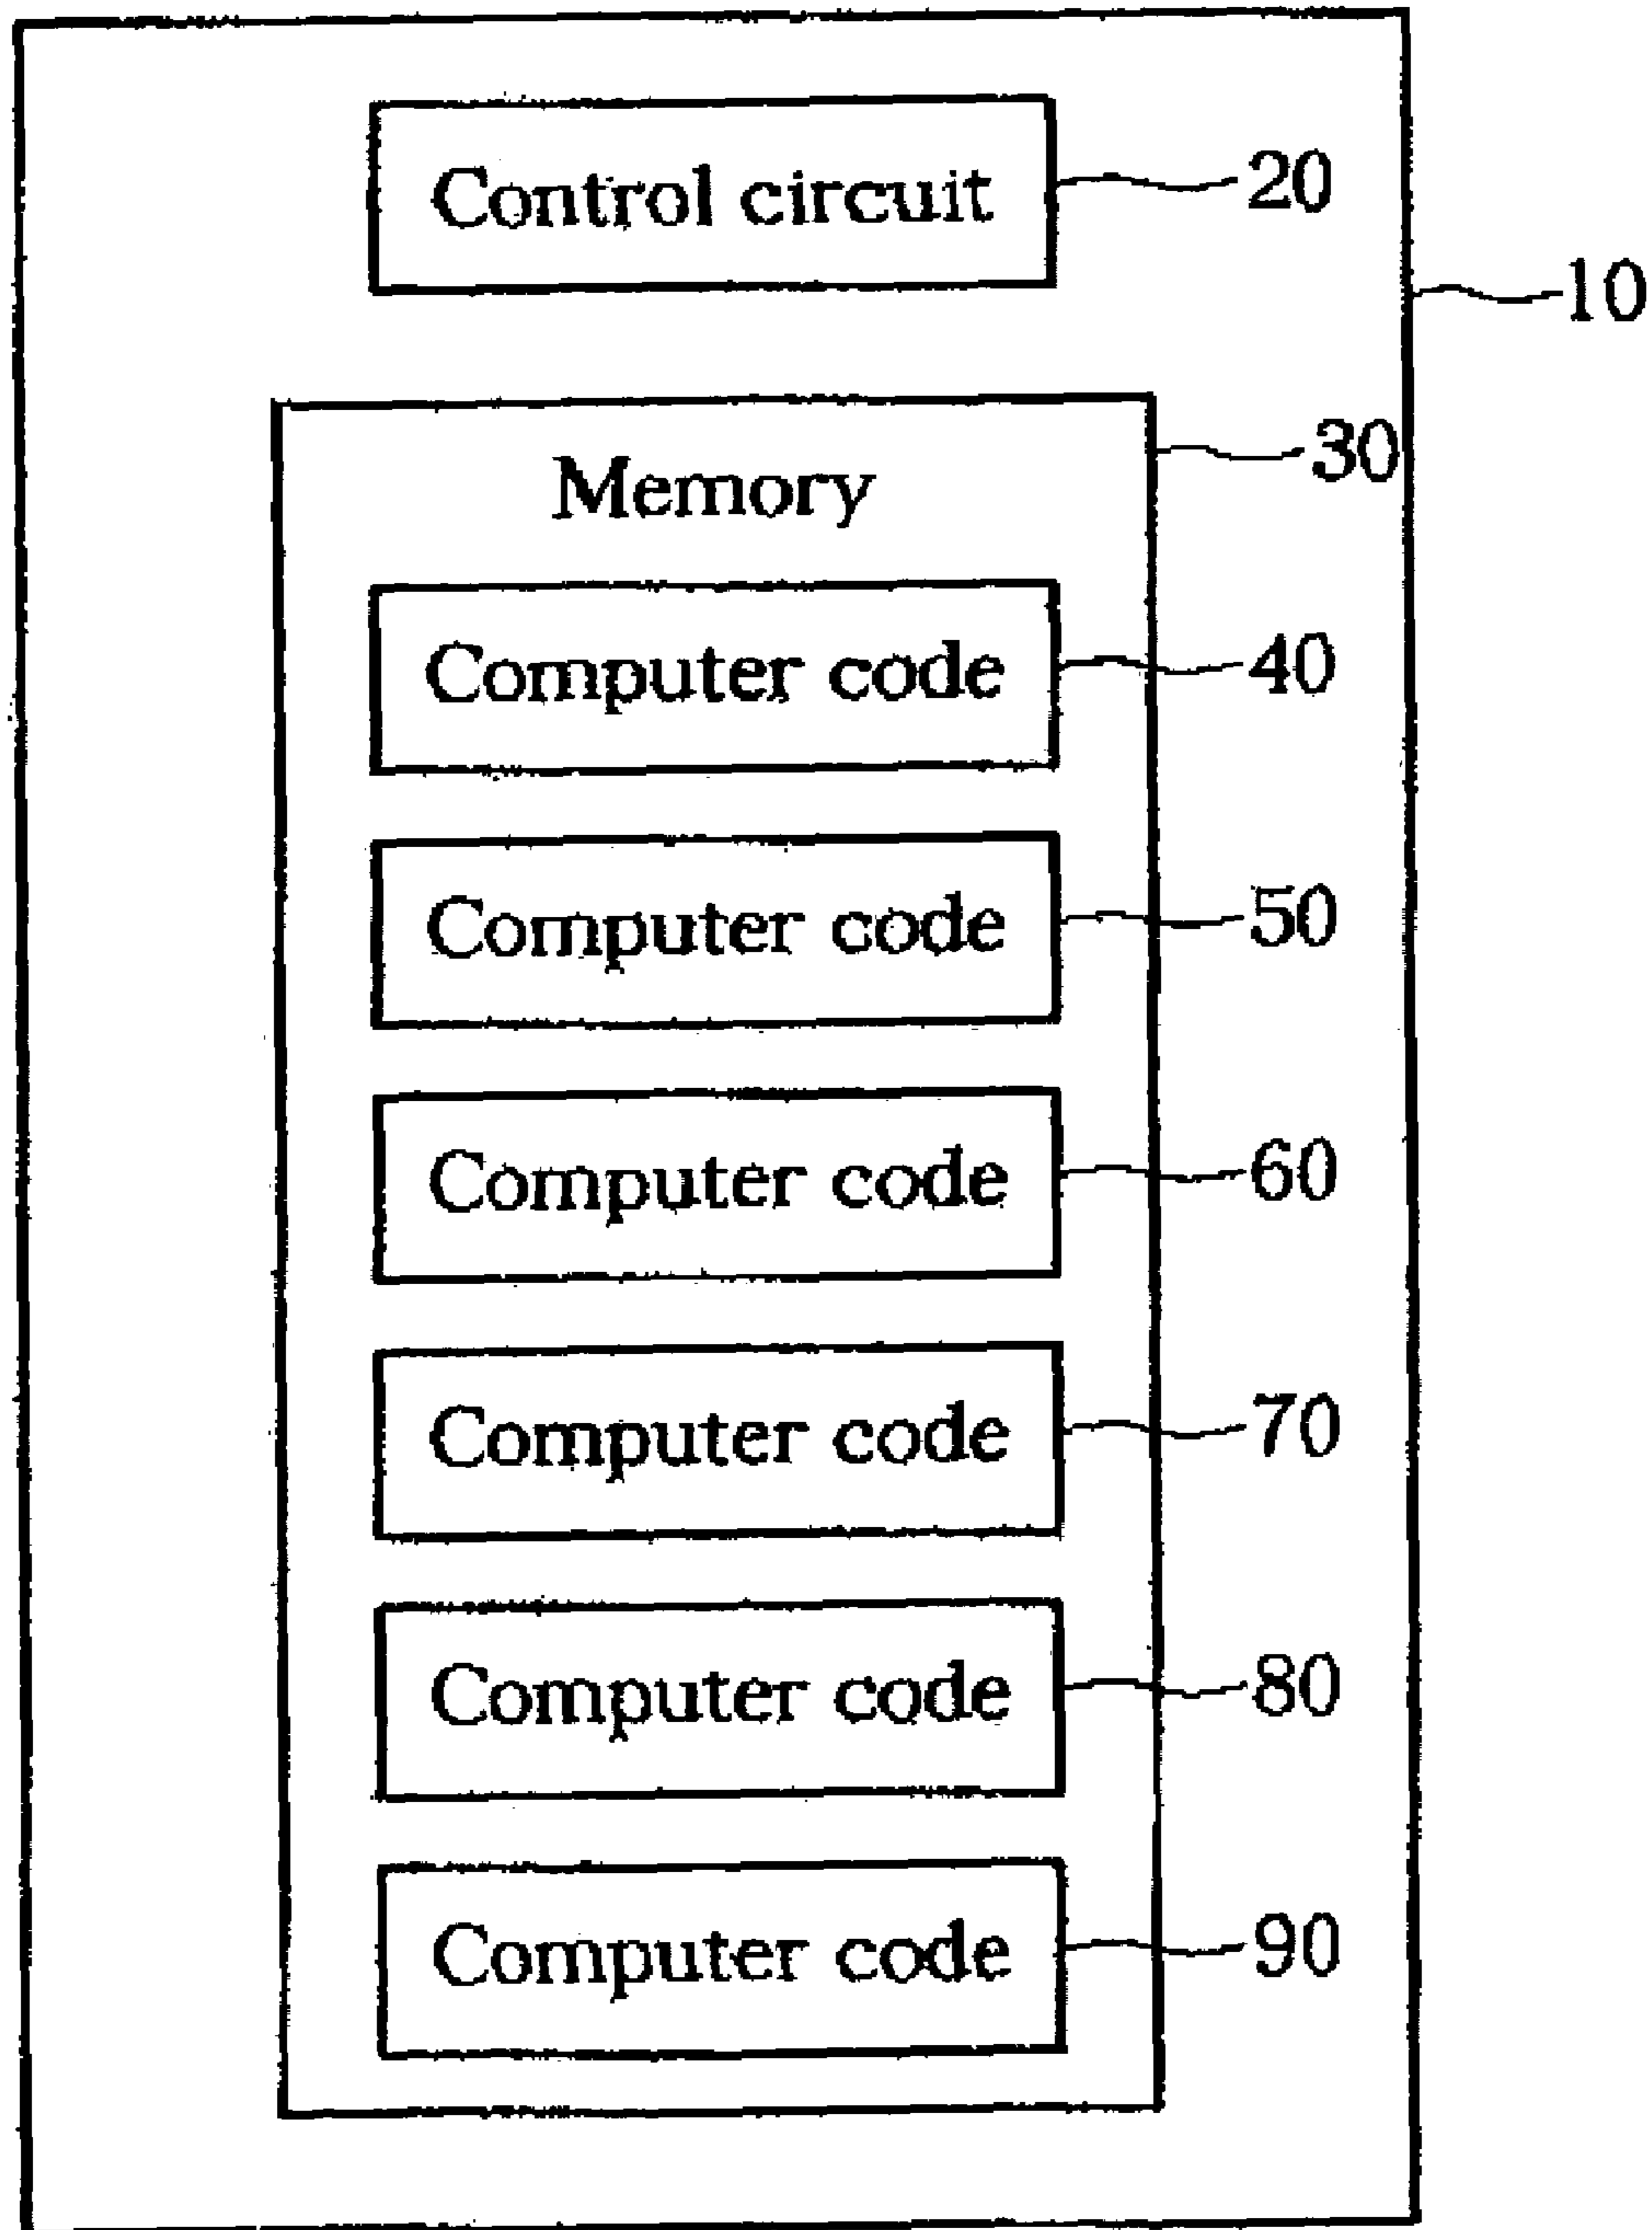 Control circuit 20
10
30
Memory
Computer code 40
Computer code 50
Computer code 60
Computer code 70
Computer code 80
Computer code 90